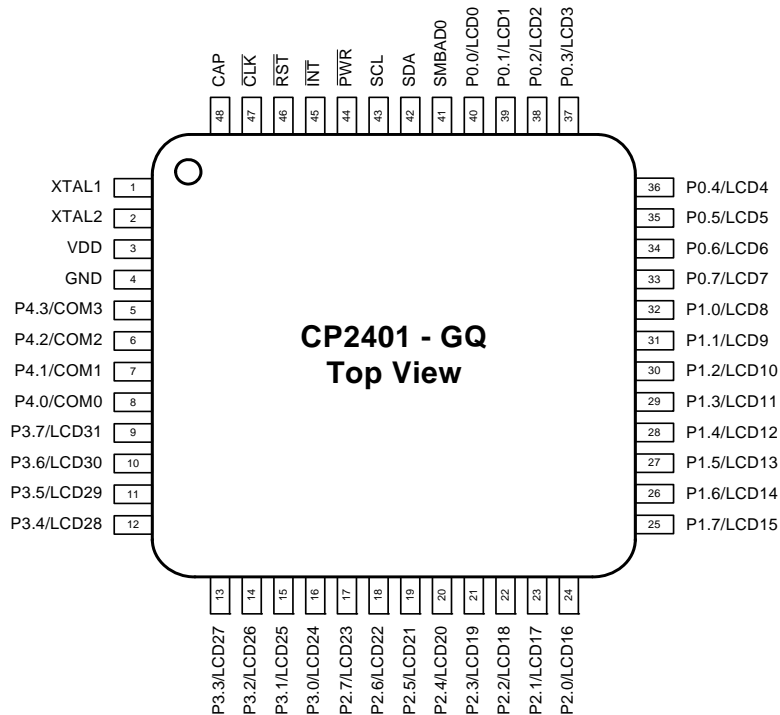 CAP
CLK
RST
INT
PWR
SCL
SDA
SMBAD0
P0.0/LCD0
P0.1/LCD1
P0.2/LCD2
P0.3/LCD3
48
47
46
45
44
43
42
41
40
39
38
37
XTAL1 1
XTAL2 2
VDD 3
GND 4
P4.3/COM3 5
P4.2/COM2 6
P4.1/COM1 7
P4.0/COM0 8
P3.7/LCD31 9
P3.6/LCD30 10
P3.5/LCD29 11
P3.4/LCD28 12
CP2401 - GQ
Top View
36 P0.4/LCD4
35 P0.5/LCD5
34 P0.6/LCD6
33 P0.7/LCD7
32 P1.0/LCD8
31 P1.1/LCD9
30 P1.2/LCD10
29 P1.3/LCD11
28 P1.4/LCD12
27 P1.5/LCD13
26 P1.6/LCD14
25 P1.7/LCD15
13
14
15
16
17
18
19
20
21
22
23
24
P3.3/LCD27
P3.2/LCD26
P3.1/LCD25
P3.0/LCD24
P2.7/LCD23
P2.6/LCD22
P2.5/LCD21
P2.4/LCD20
P2.3/LCD19
P2.2/LCD18
P2.1/LCD17
P2.0/LCD16